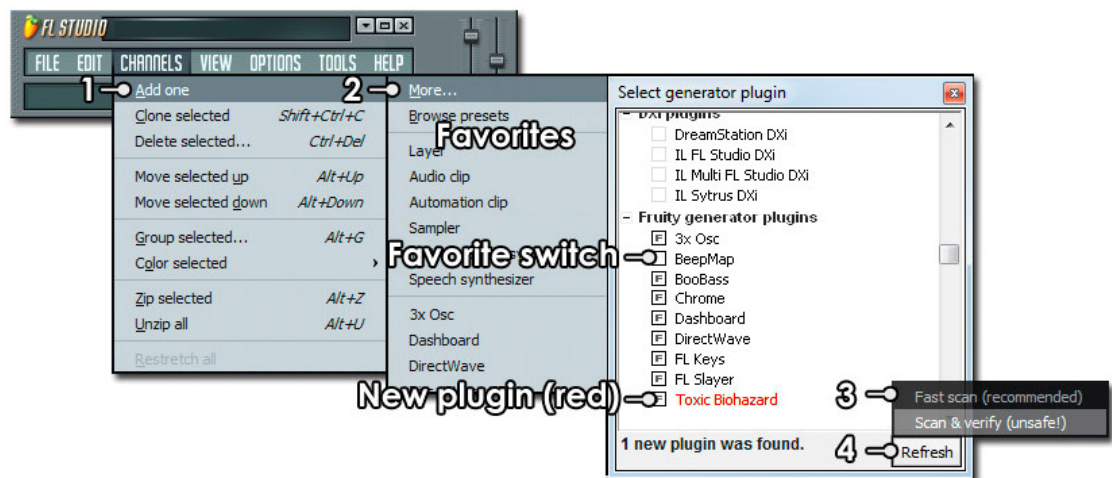 FL STUDIO
FILE EDIT CHANNELS VIEW OPTIONS TOOLS HELP
1
Add one
Clone selected Shift+Ctrl+C
Delete selected... Ctrl+Del
Move selected up Alt+Up
Move selected down Alt+Down
Group selected... Alt+G
Color selected
Zip selected Alt+Z
Unzip all Alt+U
Restretch all
2
More...
Browse presets
Favorites
Layer
Audio clip
Automation clip
Sampler
Speech synthesizer
3x Osc
Dashboard
DirectWave
Select generator plugin
DXi plugins
DreamStation DXi
IL FL Studio DXi
IL Multi FL Studio DXi
IL Sytrus DXi
Fruity generator plugins
F 3x Osc
Favorite switch
BeepMap
F BooBass
F Chrome
F Dashboard
F DirectWave
F FL Keys
F FL Slayer
New plugin (red)
F Toxic Biohazard
1 new plugin was found.
3
Fast scan (recommended)
Scan & verify (unsafe!)
4
Refresh